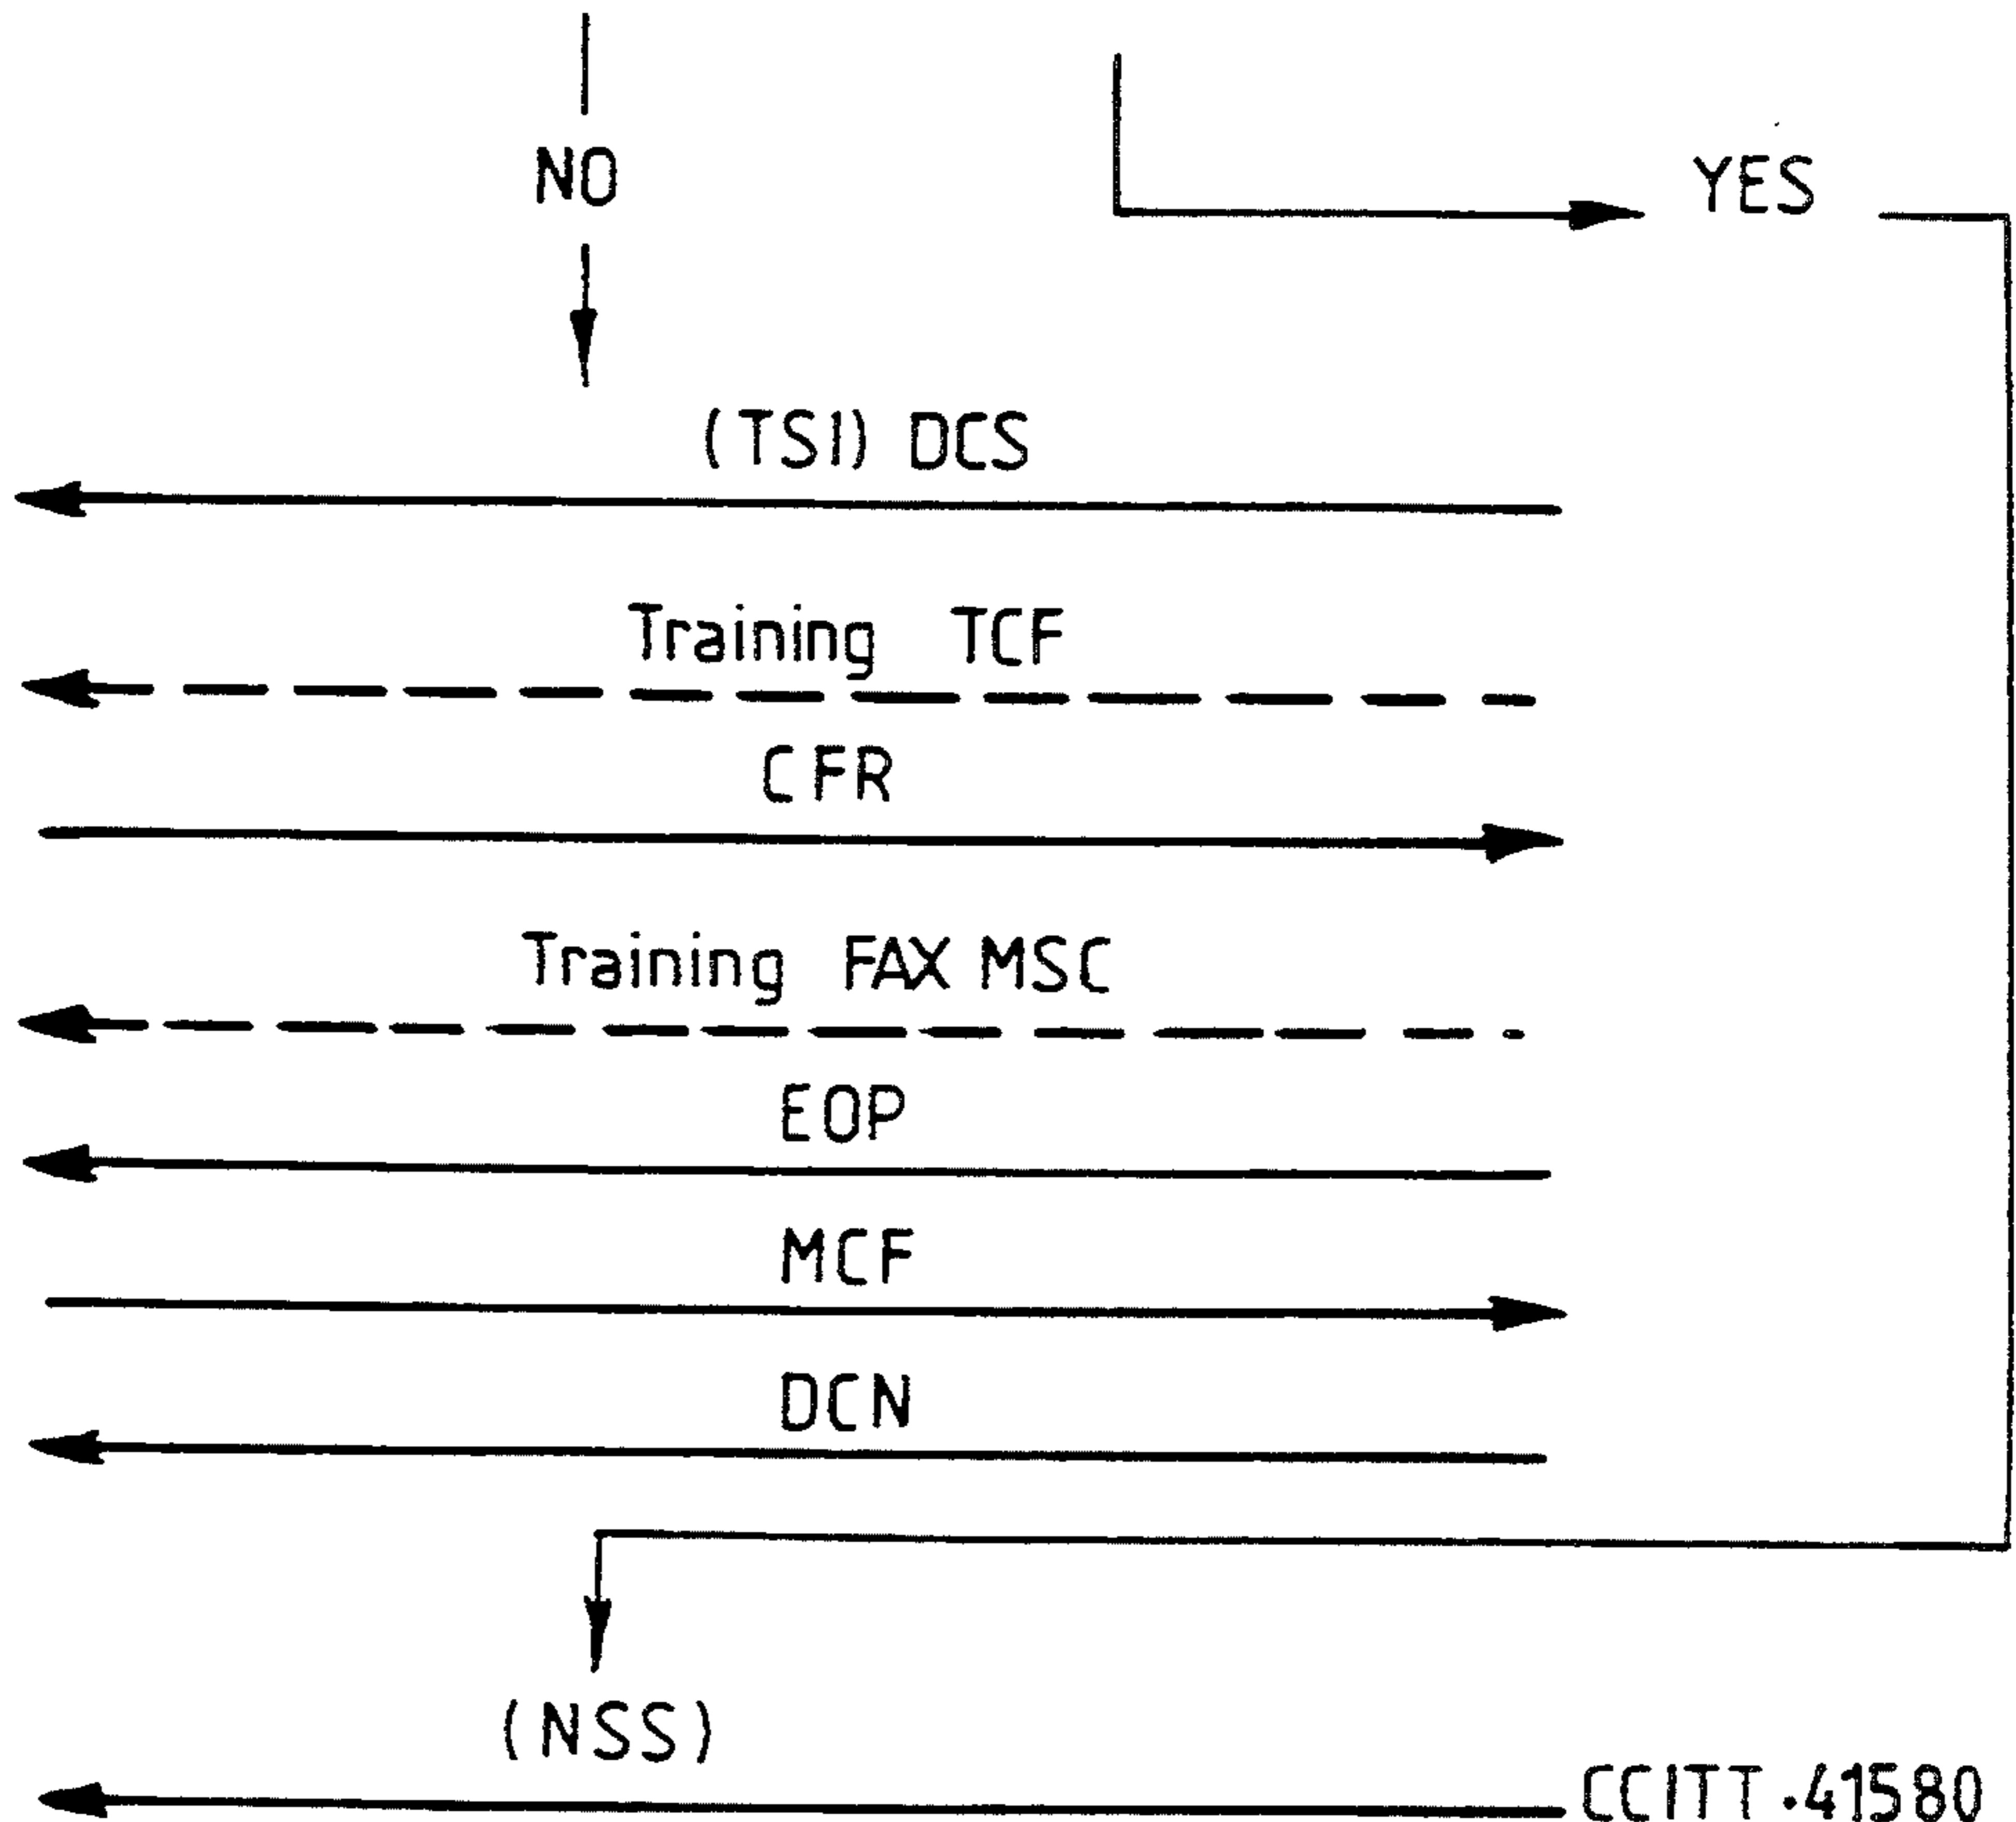 NO
YES
(TSI) DCS
Training TCF
CFR
Training FAX MSC
EOP
MCF
DCN
(NSS)
CCITT.41580